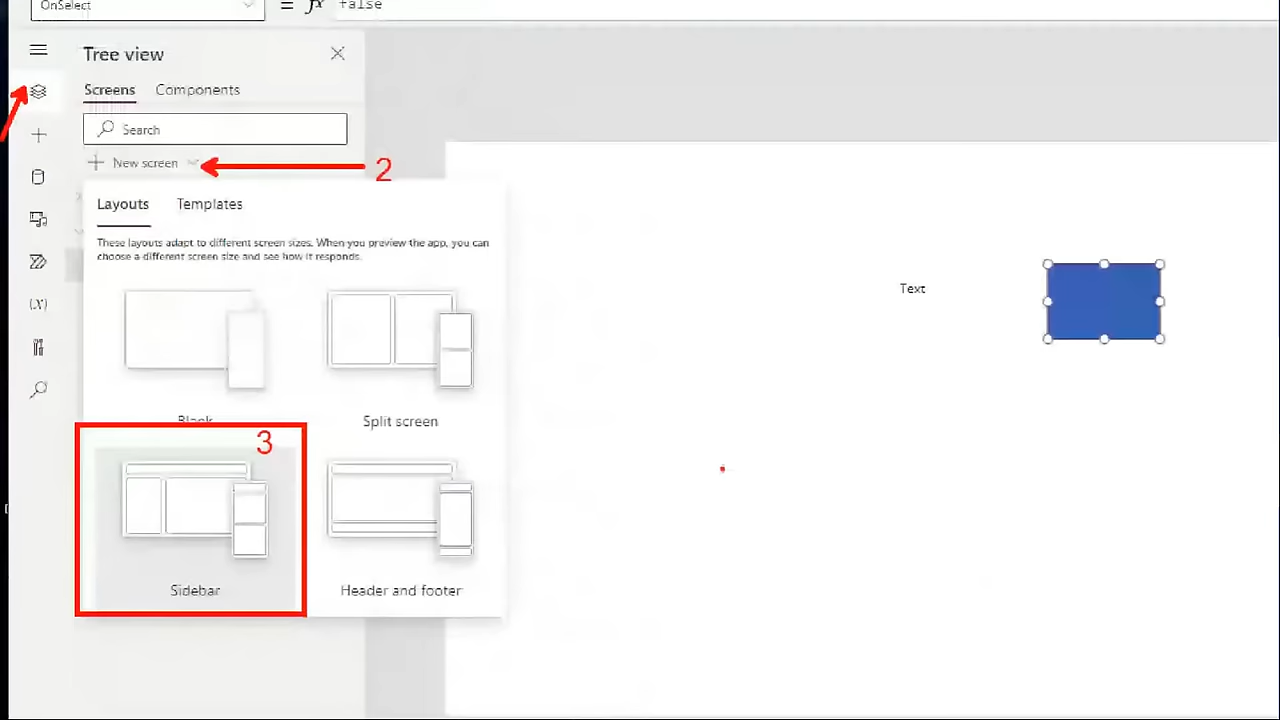 OnSelect
= fx false
Tree view
Screens Components
Search
New screen
2
Layouts Templates
These layouts adapt to different screen sizes. When you preview the app, you can
choose a different screen size and see how it responds.
Blank Split screen
3
Sidebar Header and footer
(x)
Text